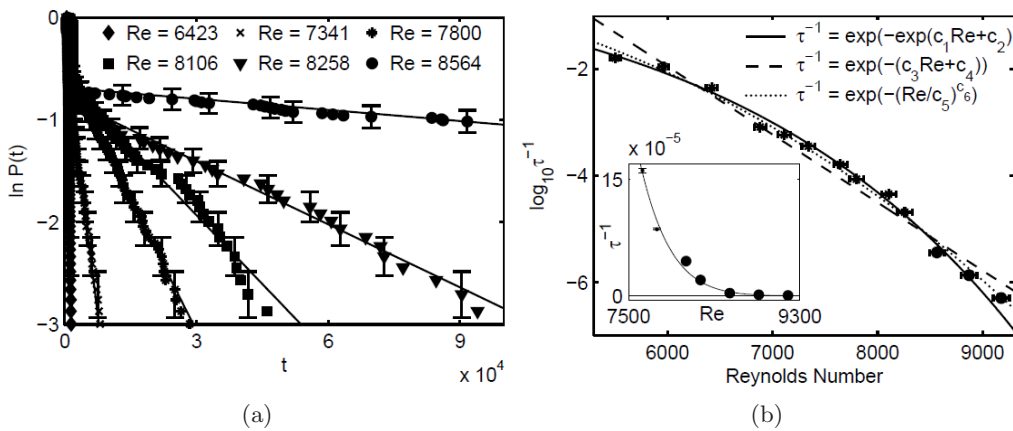 Re = 6423 Re = 7341 Re = 7800
Re = 8106 Re = 8258 Re = 8564
0
−1
−2
−3
ln P(t)
0 3 6 9
t
x 10⁴
(a)
τ⁻¹ = exp(−exp(c₁Re+c₂)
τ⁻¹ = exp(−(c₃Re+c₄))
τ⁻¹ = exp(−(Re/c₅)^c₆)
−2
−4
−6
log₁₀τ⁻¹
x 10⁻⁵
15
0
τ⁻¹
7500 Re 9300
6000 7000 8000 9000
Reynolds Number
(b)